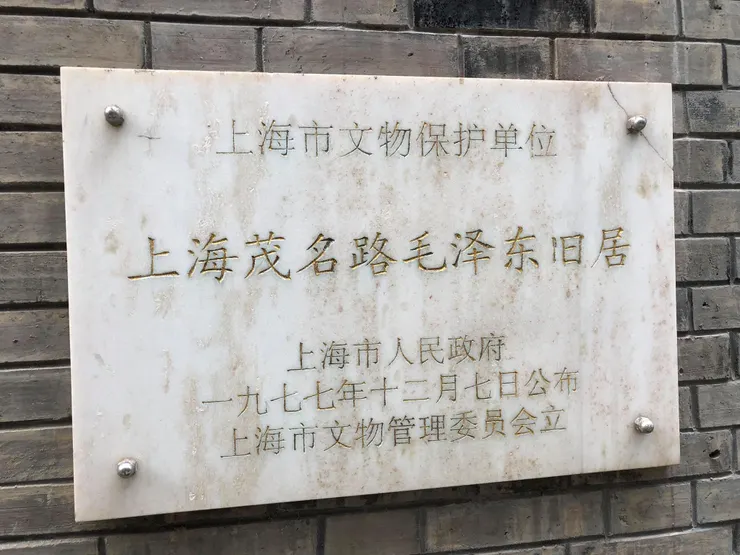 上海市文物保护单位
上海茂名路毛泽东旧居
上海市人民政府
一九七七年十二月七日公布
上海市文物管理委员会立